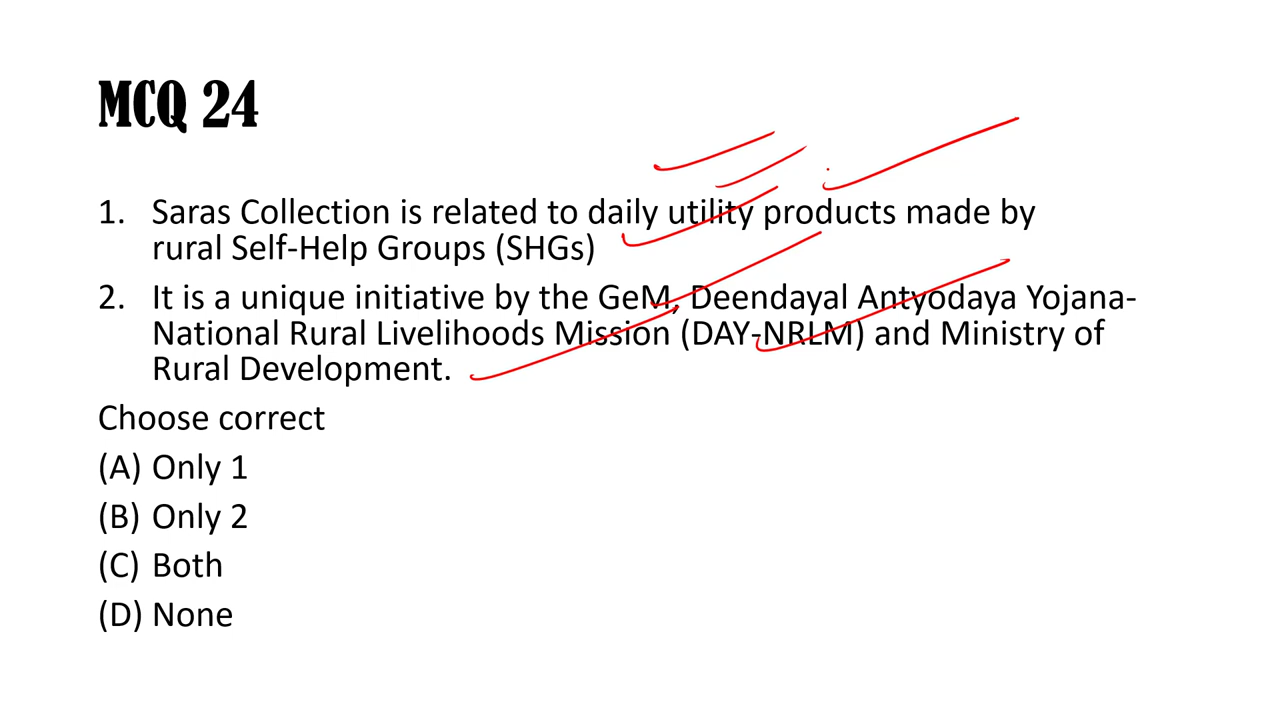 MCQ 24
1. Saras Collection is related to daily utility products made by
rural Self-Help Groups (SHGs)
2. It is a unique initiative by the GeM, Deendayal Antyodaya Yojana-
National Rural Livelihoods Mission (DAY-NRLM) and Ministry of
Rural Development.
Choose correct
(A) Only 1
(B) Only 2
(C) Both
(D) None